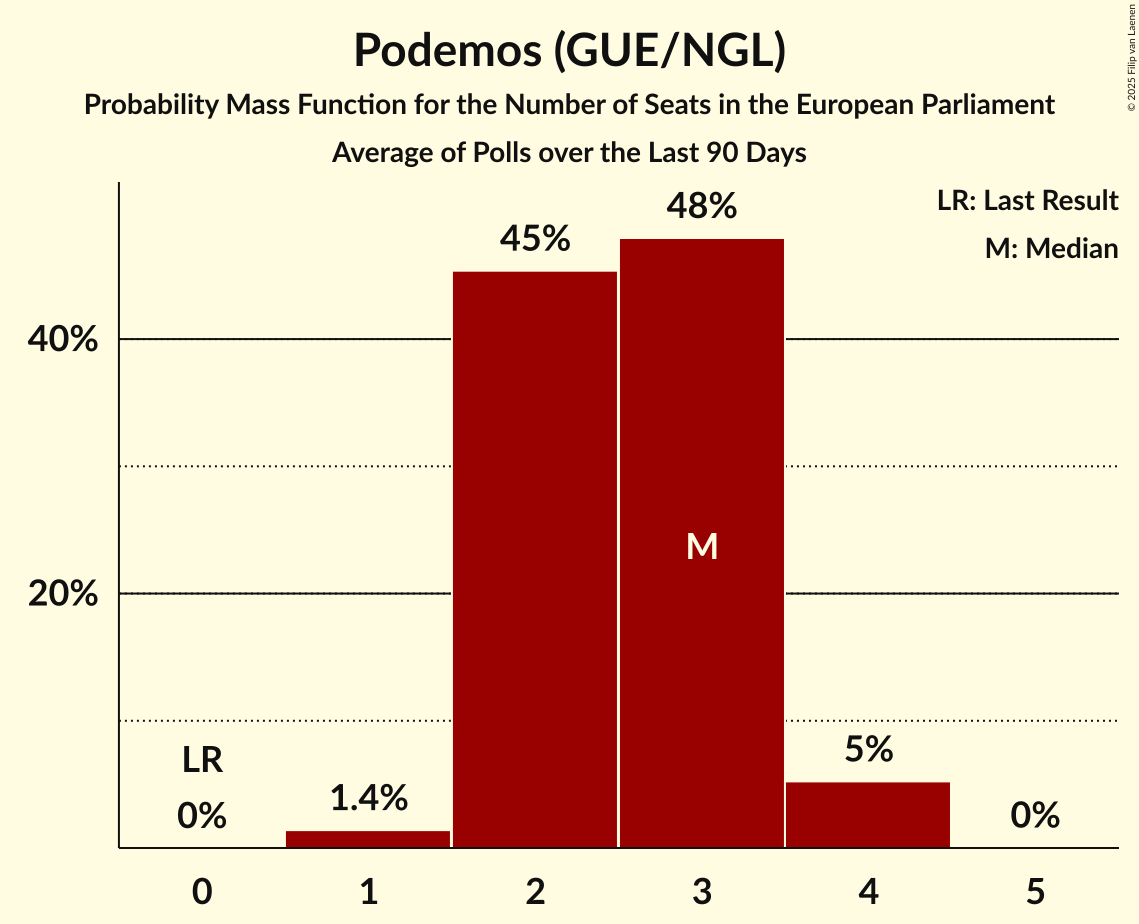 Podemos (GUE/NGL)
Probability Mass Function for the Number of Seats in the European Parliament
Average of Polls over the Last 90 Days
© 2025 Filip van Laenen
LR: Last Result
M: Median
48%
45%
40%
M
20%
LR
0%
1.4%
5%
0%
0 1 2 3 4 5